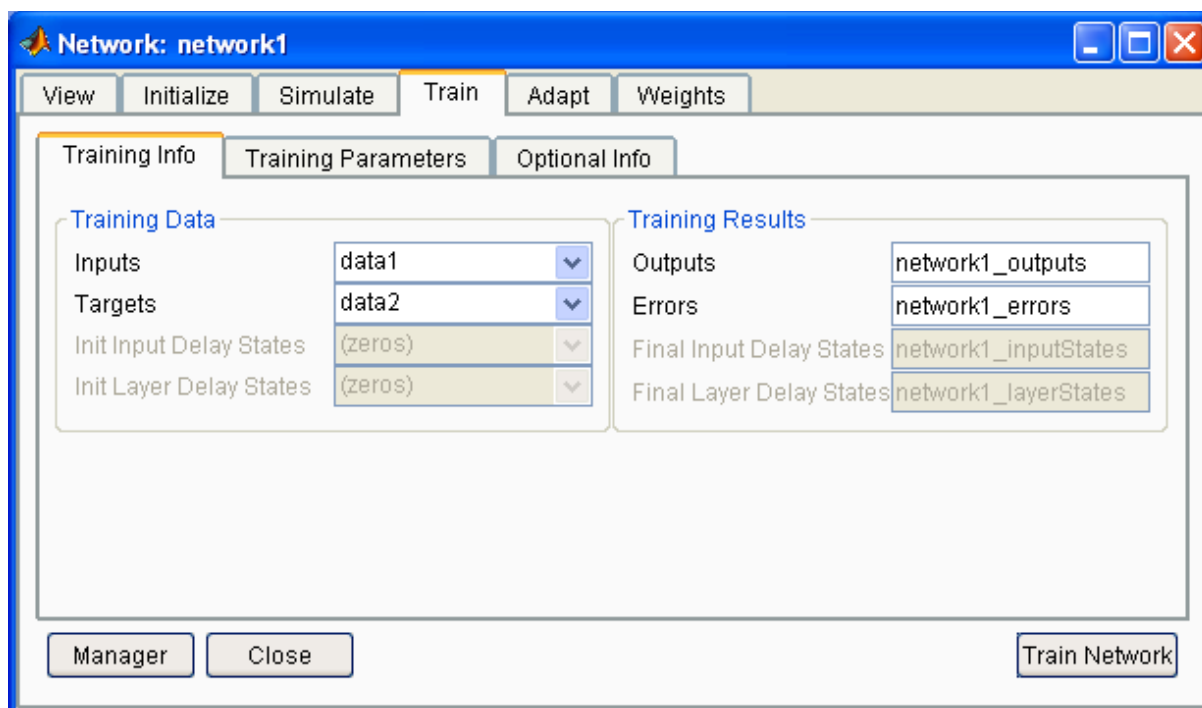 Network: network1
View Initialize Simulate Train Adapt Weights
Training Info Training Parameters Optional Info
Training Data
Inputs data1
Targets data2
Init Input Delay States (zeros)
Init Layer Delay States (zeros)
Training Results
Outputs network1_outputs
Errors network1_errors
Final Input Delay States network1_inputStates
Final Layer Delay States network1_layerStates
Manager Close Train Network